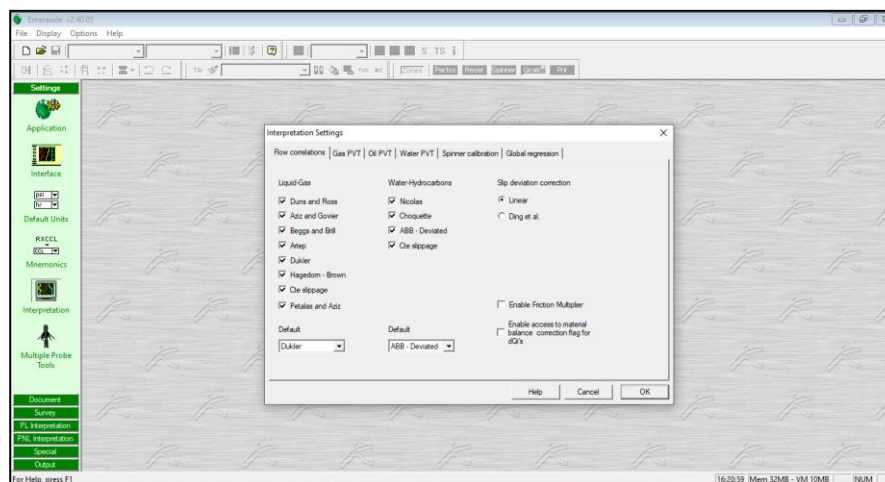 Emeraude v2.40.05
File Display Options Help
S TS i
Zones Perfos Reser Spinner Qcalc Pnl
Settings
Application
Interface
psi
hr
Default Units
RXCCL
CCL
Mnemonics
Interpretation
Multiple Probe
Tools
Document
Survey
PL Interpretation
PNL Interpretation
Special
Output
Interpretation Settings
Flow correlations Gas PVT Oil PVT Water PVT Spinner calibration Global regression
Liquid-Gas Water-Hydrocarbons Slip deviation correction
Duns and Ross Nicolas Linear
Aziz and Govier Choquette Ding et al.
Beggs and Brill ABB - Deviated
Artep Cte slippage
Dukler
Hagedorn - Brown
Cte slippage
Petalas and Aziz Enable Friction Multiplier
Default Default Enable access to material
balance correction flag for
dQi's
Dukler ABB - Deviated
Help Cancel OK
For Help, press F1 16:20:59 Mem 32MB - VM 10MB NUM